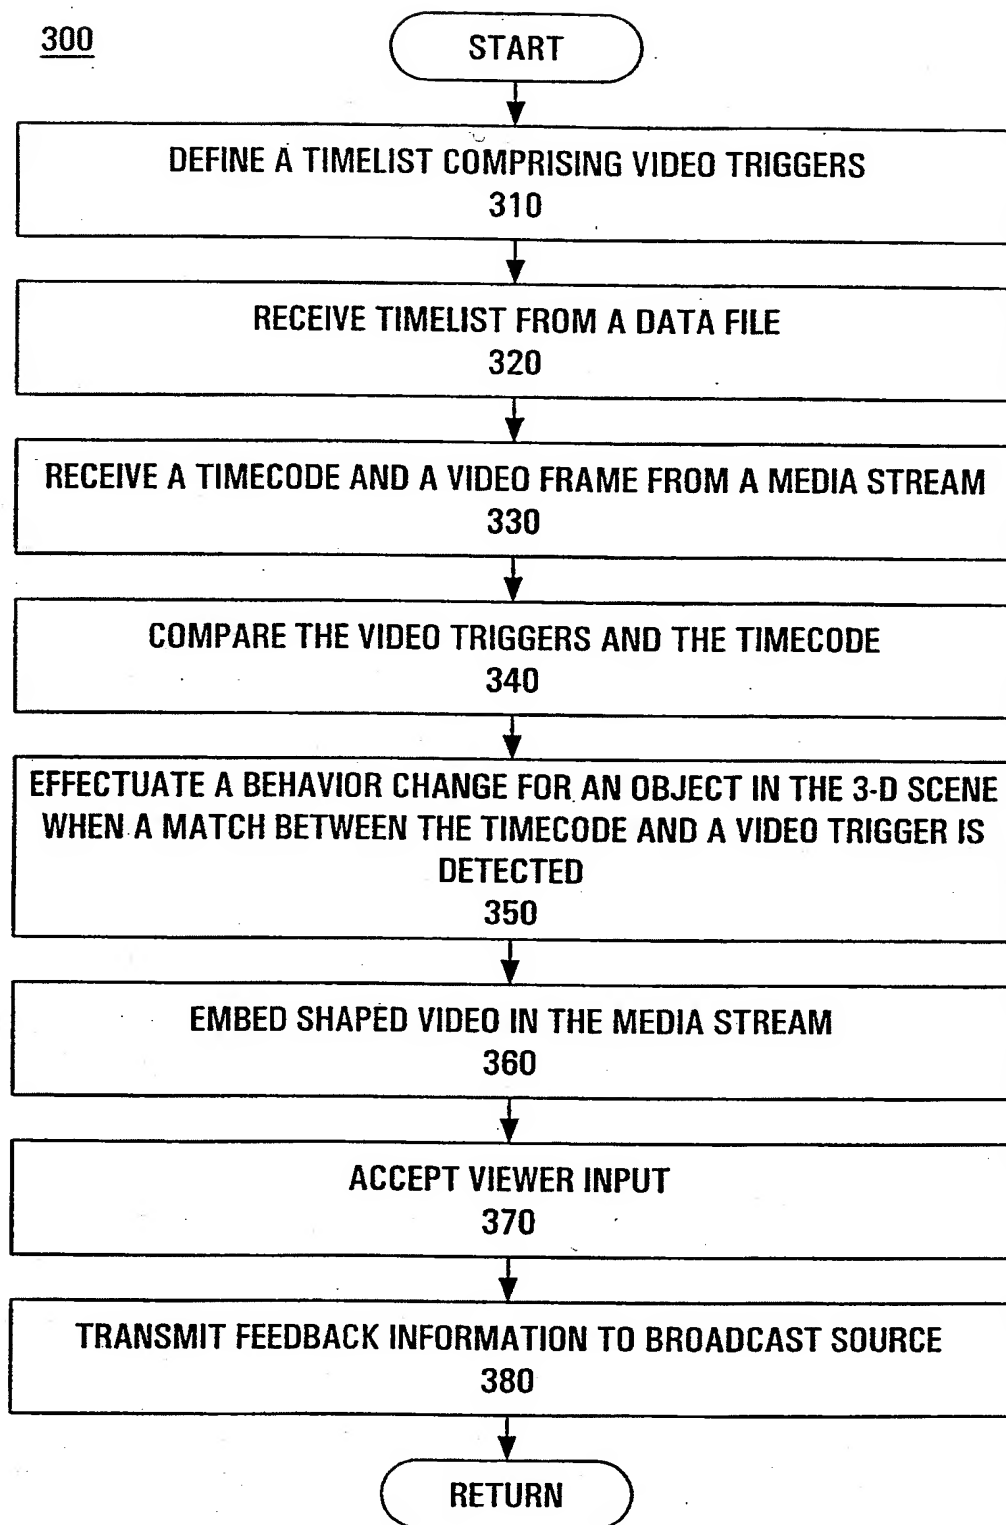 300
START
DEFINE A TIMELIST COMPRISING VIDEO TRIGGERS
310
RECEIVE TIMELIST FROM A DATA FILE
320
RECEIVE A TIMECODE AND A VIDEO FRAME FROM A MEDIA STREAM
330
COMPARE THE VIDEO TRIGGERS AND THE TIMECODE
340
EFFECTUATE A BEHAVIOR CHANGE FOR AN OBJECT IN THE 3-D SCENE
WHEN A MATCH BETWEEN THE TIMECODE AND A VIDEO TRIGGER IS
DETECTED
350
EMBED SHAPED VIDEO IN THE MEDIA STREAM
360
ACCEPT VIEWER INPUT
370
TRANSMIT FEEDBACK INFORMATION TO BROADCAST SOURCE
380
RETURN